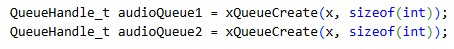 QueueHandle_t audioQueue1 = xQueueCreate(x, sizeof(int));
QueueHandle_t audioQueue2 = xQueueCreate(x, sizeof(int));